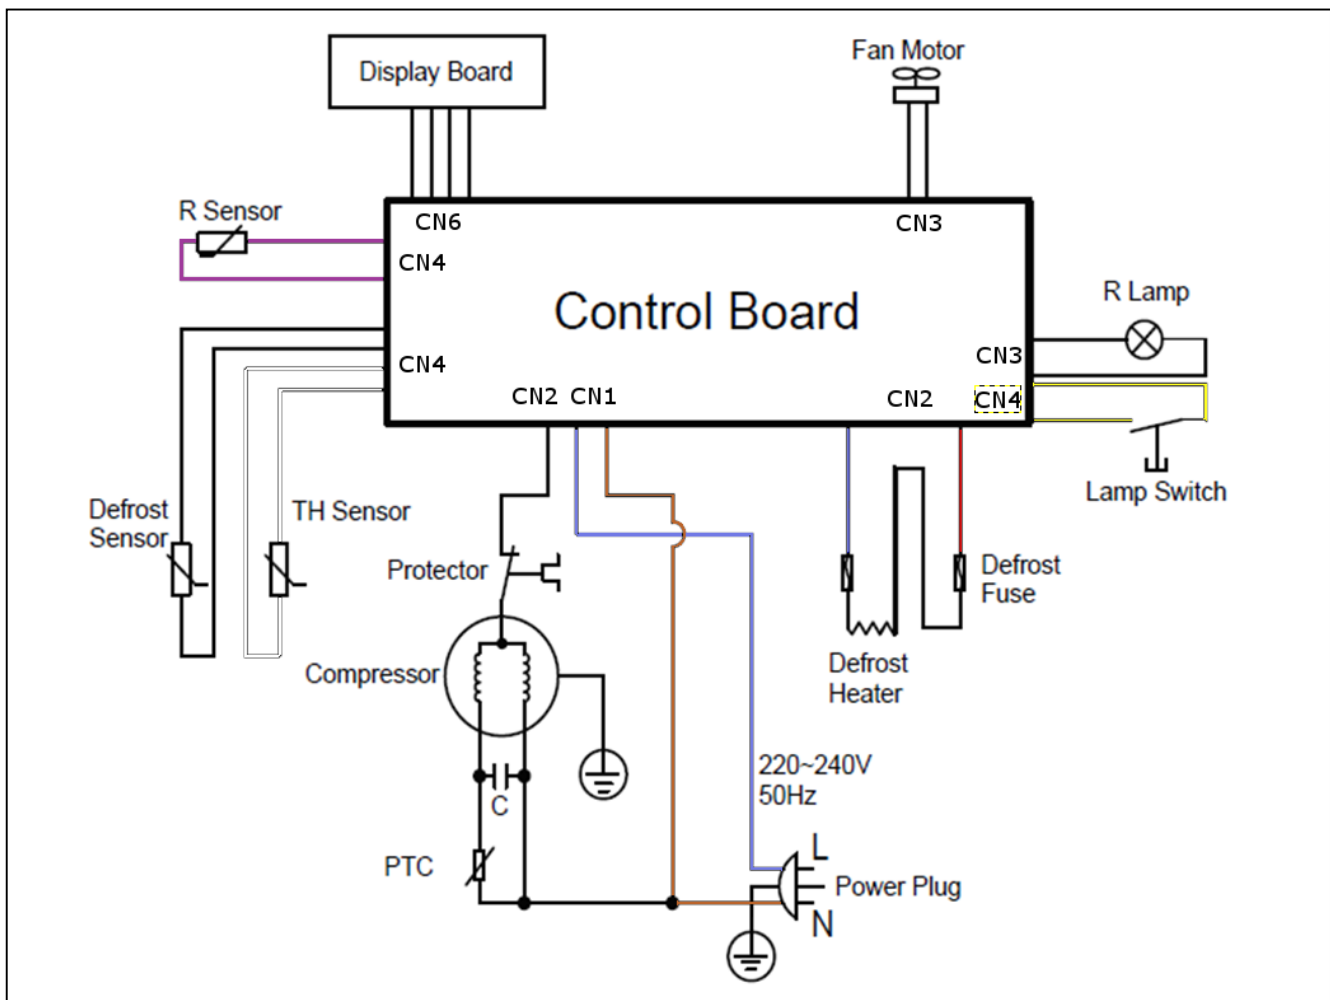 Display Board
Fan Motor
R Sensor
CN6
CN3
CN4
Control Board
R Lamp
CN3
CN4
CN2
CN1
CN2
CN4
Lamp Switch
Defrost
Sensor
TH Sensor
Protector
Defrost
Fuse
Compressor
Defrost
Heater
220~240V
50Hz
C
PTC
L
Power Plug
N